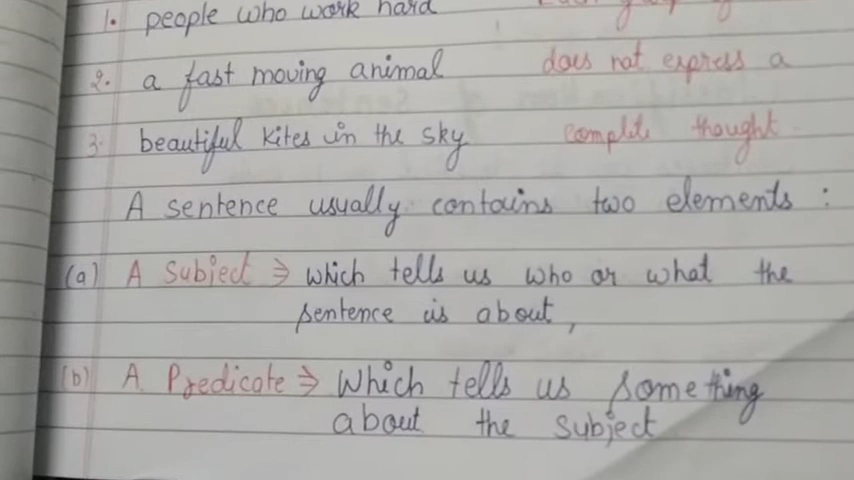 1. people who work hard
2. a fast moving animal does not express a
3. beautiful kites in the sky complete thought
A sentence usually contains two elements :
(a) A Subject ⇒ which tells us who or what the
sentence is about,
(b) A Predicate ⇒ Which tells us something
about the subject